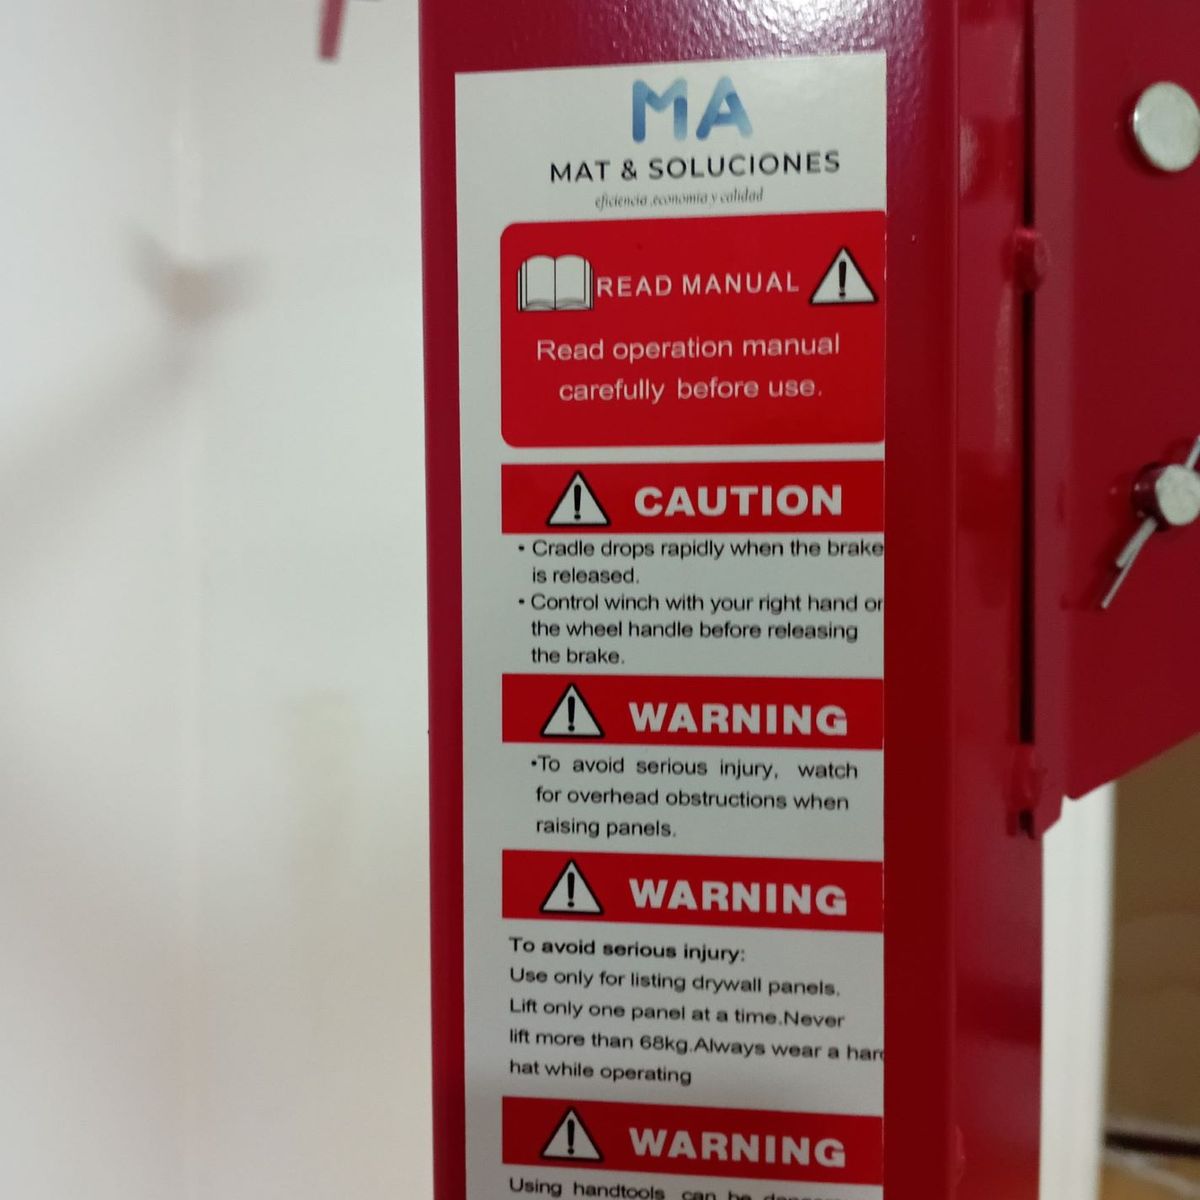 MA
MAT & SOLUCIONES
eficiencia ,economia y calidad
READ MANUAL
Read operation manual
carefully before use.
CAUTION
• Cradle drops rapidly when the brake
is released.
• Control winch with your right hand or
the wheel handle before releasing
the brake.
WARNING
•To avoid serious injury, watch
for overhead obstructions when
raising panels.
WARNING
To avoid serious injury:
Use only for listing drywall panels.
Lift only one panel at a time.Never
lift more than 68kg.Always wear a hard
hat while operating
WARNING
Using handtools can be